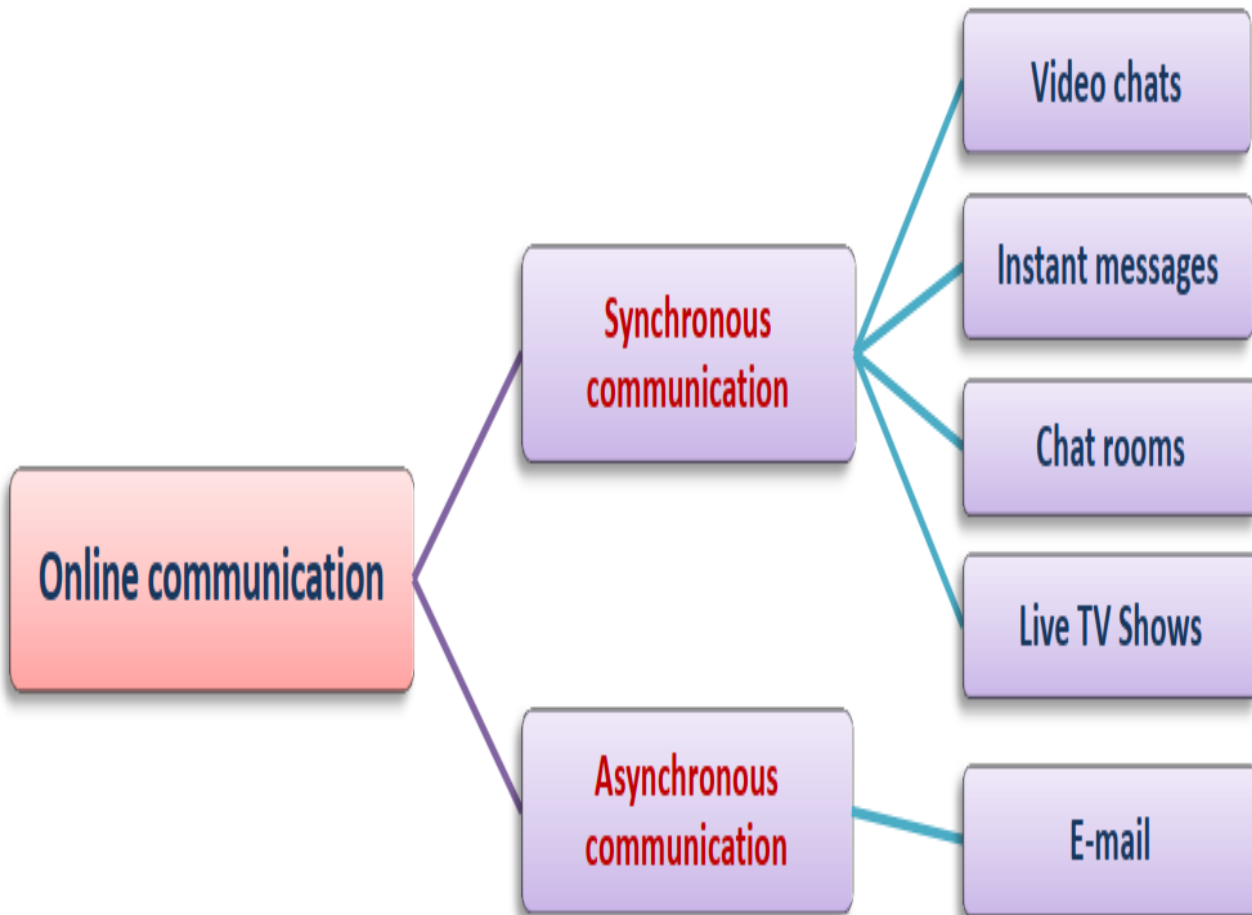 Online communication
Synchronous
communication
Video chats
Instant messages
Chat rooms
Live TV Shows
Asynchronous
communication
E-mail